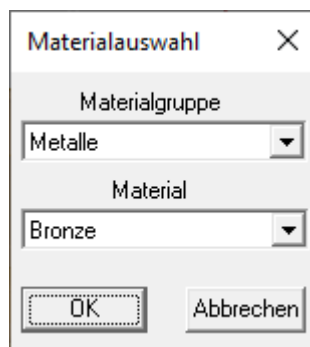 Materialauswahl
Materialgruppe
Metalle
Material
Bronze
OK Abbrechen